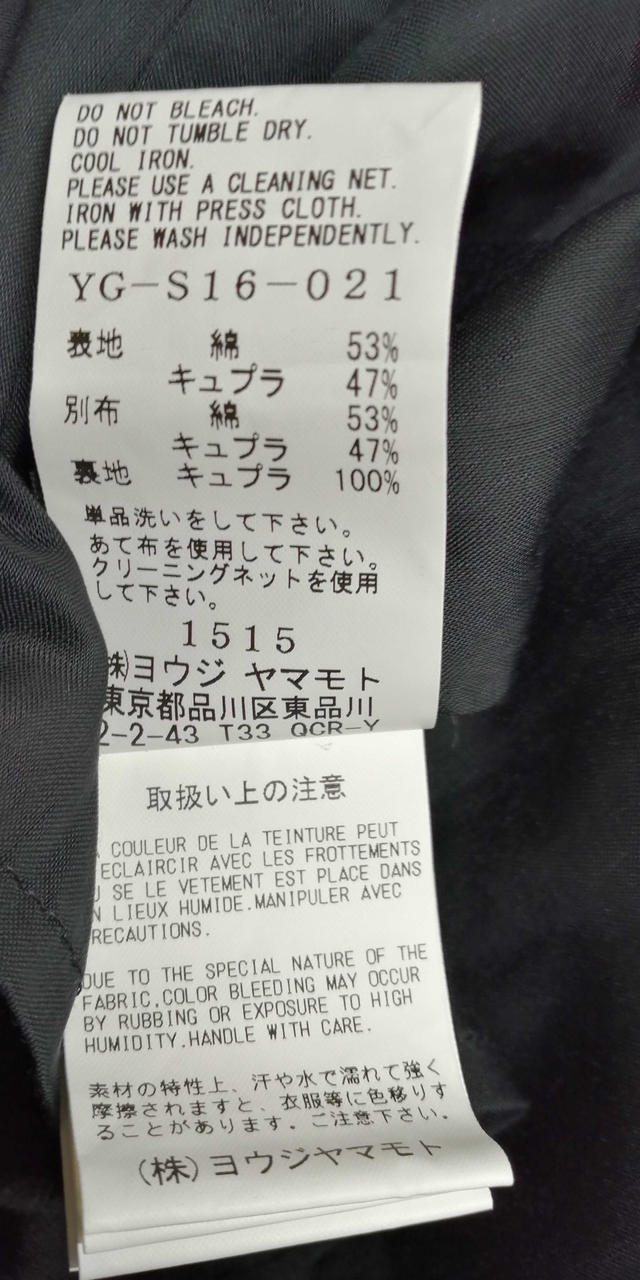 DO NOT BLEACH.
DO NOT TUMBLE DRY.
COOL IRON.
PLEASE USE A CLEANING NET.
IRON WITH PRESS CLOTH.
PLEASE WASH INDEPENDENTLY.
YG-S16-021
表地 綿 53%
キュプラ 47%
別布 綿 53%
キュプラ 47%
裏地 キュプラ 100%
単品洗いをして下さい。
あて布を使用して下さい。
クリーニングネットを使用
して下さい。
1515
株)ヨウジ ヤマモト
東京都品川区東品川
2-2-43 T33 QCR-Y
取扱い上の注意
COULEUR DE LA TEINTURE PEUT
ECLAIRCIR AVEC LES FROTTEMENTS
SE LE VETEMENT EST PLACE DANS
LIEUX HUMIDE.MANIPULER AVEC
RECAUTIONS.
DUE TO THE SPECIAL NATURE OF THE
FABRIC,COLOR BLEEDING MAY OCCUR
BY RUBBING OR EXPOSURE TO HIGH
HUMIDITY.HANDLE WITH CARE.
素材の特性上、汗や水で濡れて強く
摩擦されますと、衣服等に色移りす
ることがあります。ご注意下さい。
(株)ヨウジヤマモト